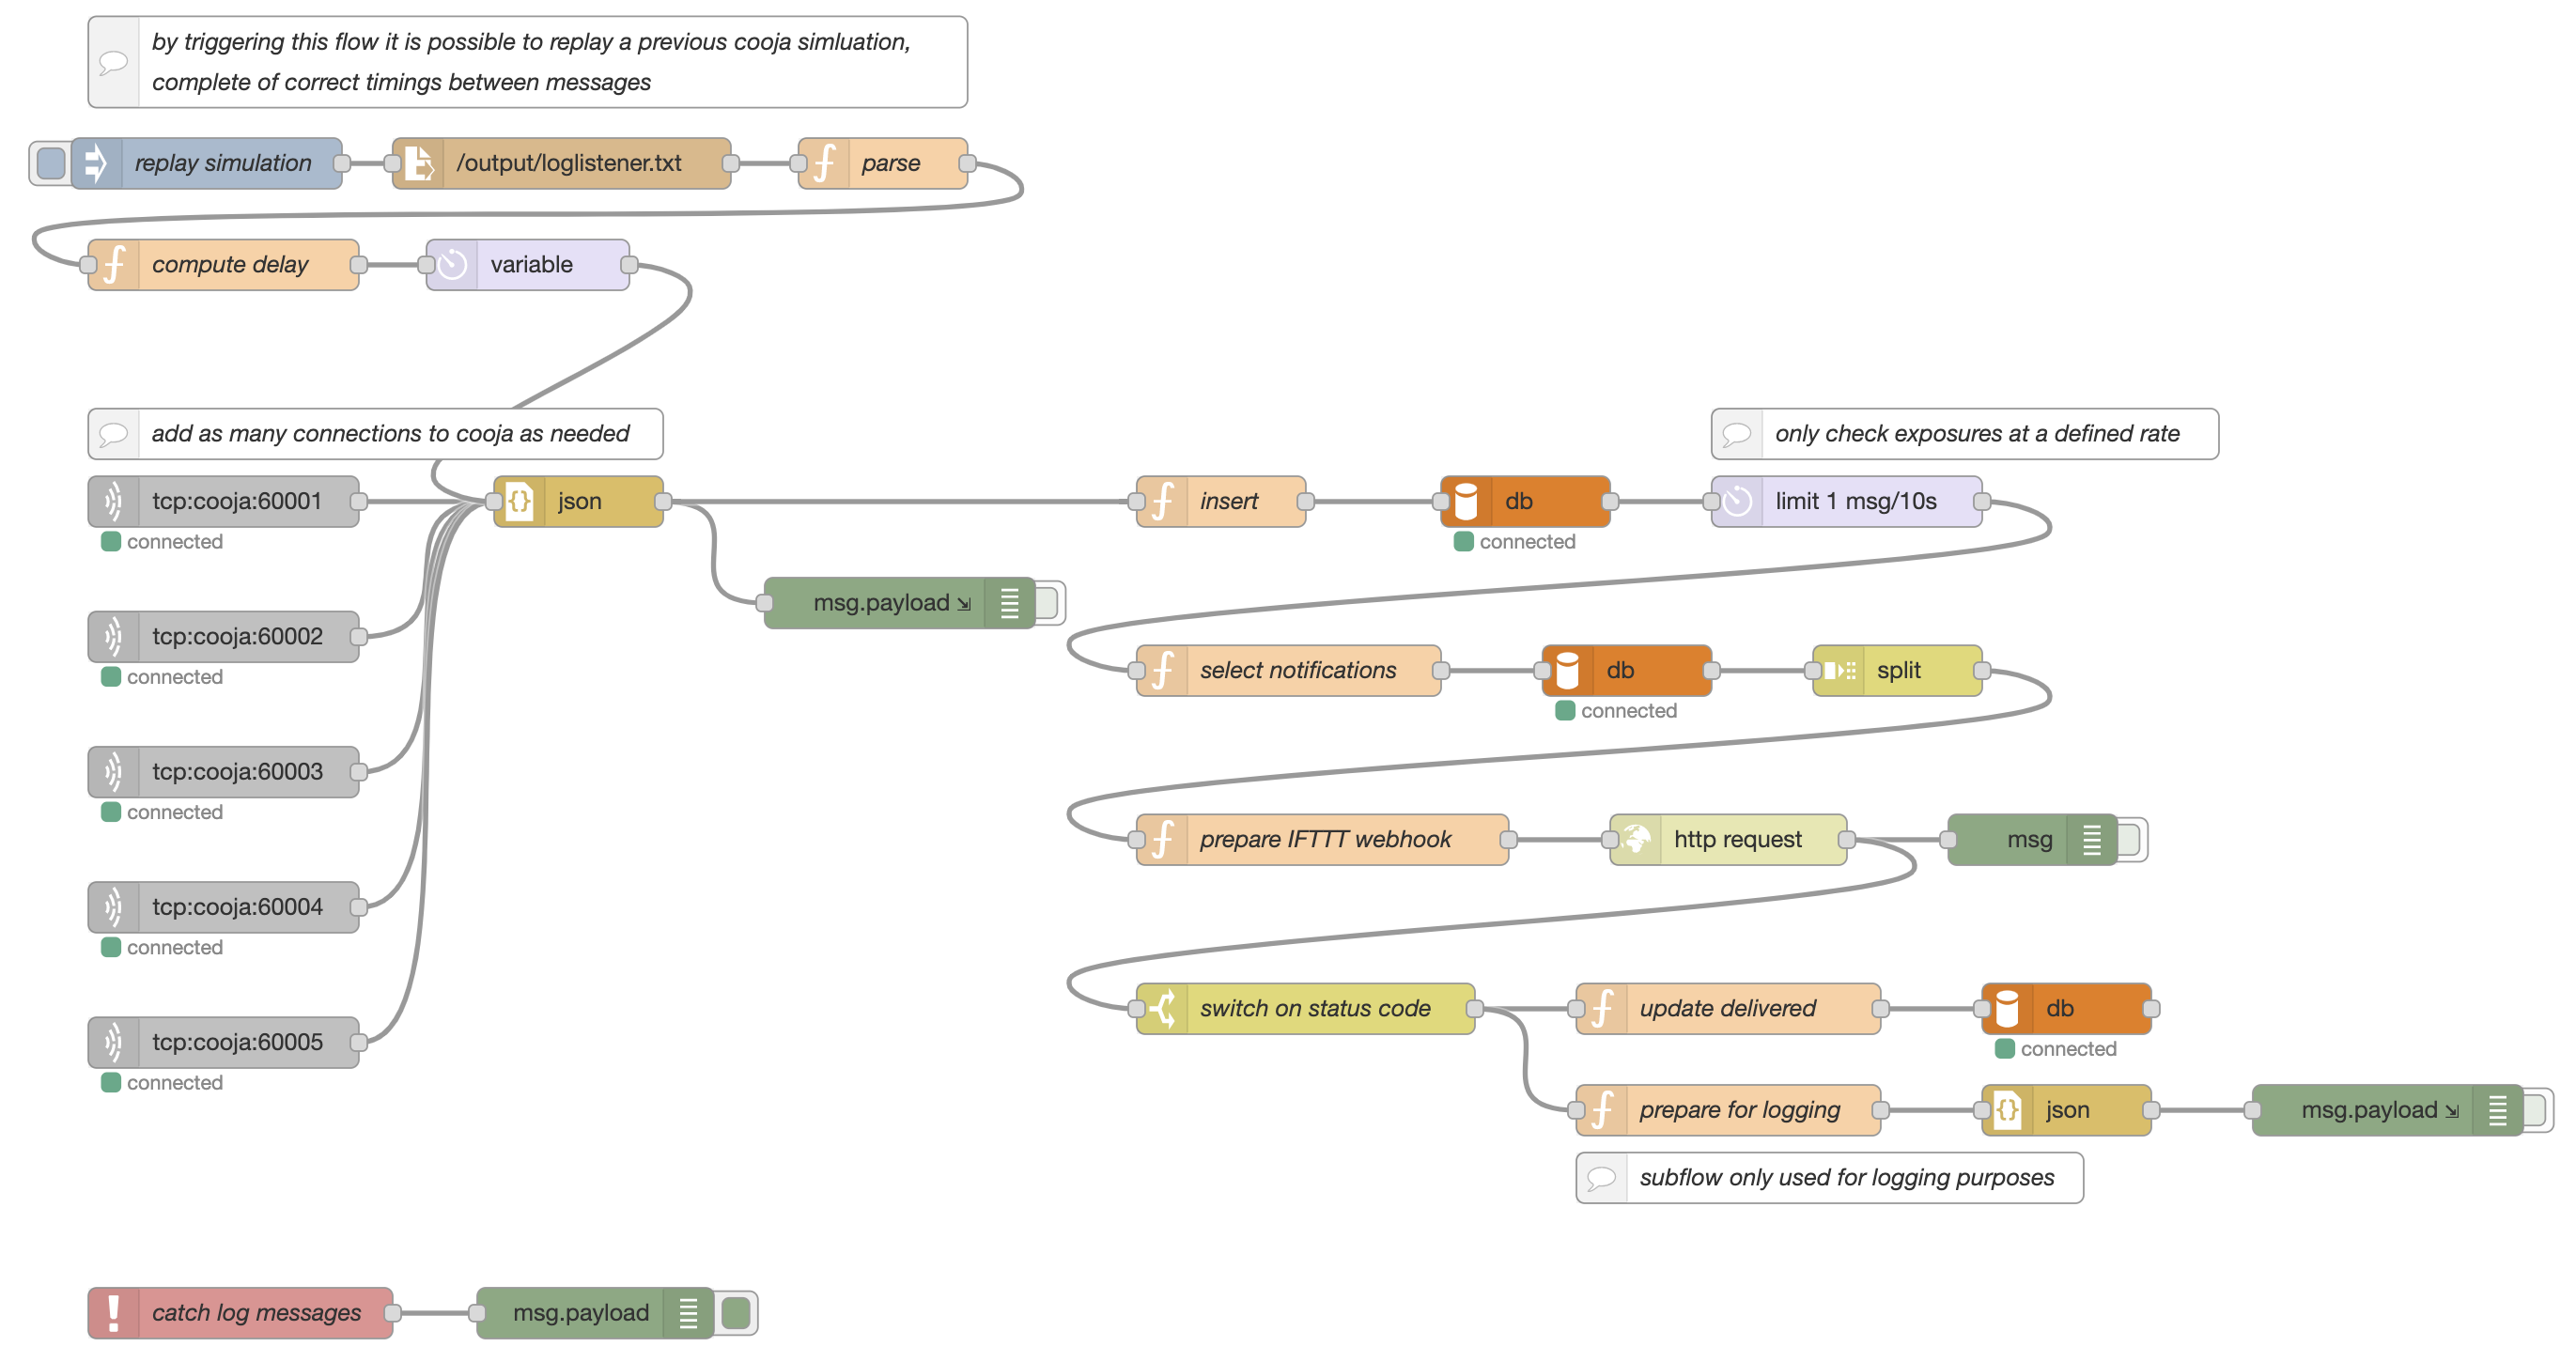 by triggering this flow it is possible to replay a previous cooja simluation,
complete of correct timings between messages
replay simulation
/output/loglistener.txt
parse
compute delay
variable
add as many connections to cooja as needed
only check exposures at a defined rate
tcp:cooja:60001
json
insert
db
limit 1 msg/10s
connected
connected
msg.payload ⇲
tcp:cooja:60002
connected
select notifications
db
split
connected
tcp:cooja:60003
connected
prepare IFTTT webhook
http request
msg
tcp:cooja:60004
connected
switch on status code
update delivered
db
connected
tcp:cooja:60005
connected
prepare for logging
json
msg.payload ⇲
subflow only used for logging purposes
catch log messages
msg.payload